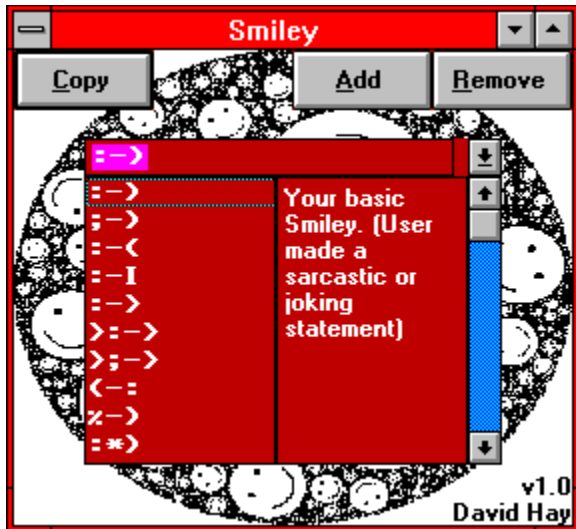 Smiley
Copy
Add
Remove
:-)
:-)
;-)
:-(
:-I
:->
>:->
>;->
(-:
%-)
:*)
Your basic
Smiley. (User
made a
sarcastic or
joking
statement)
v1.0
David Hay